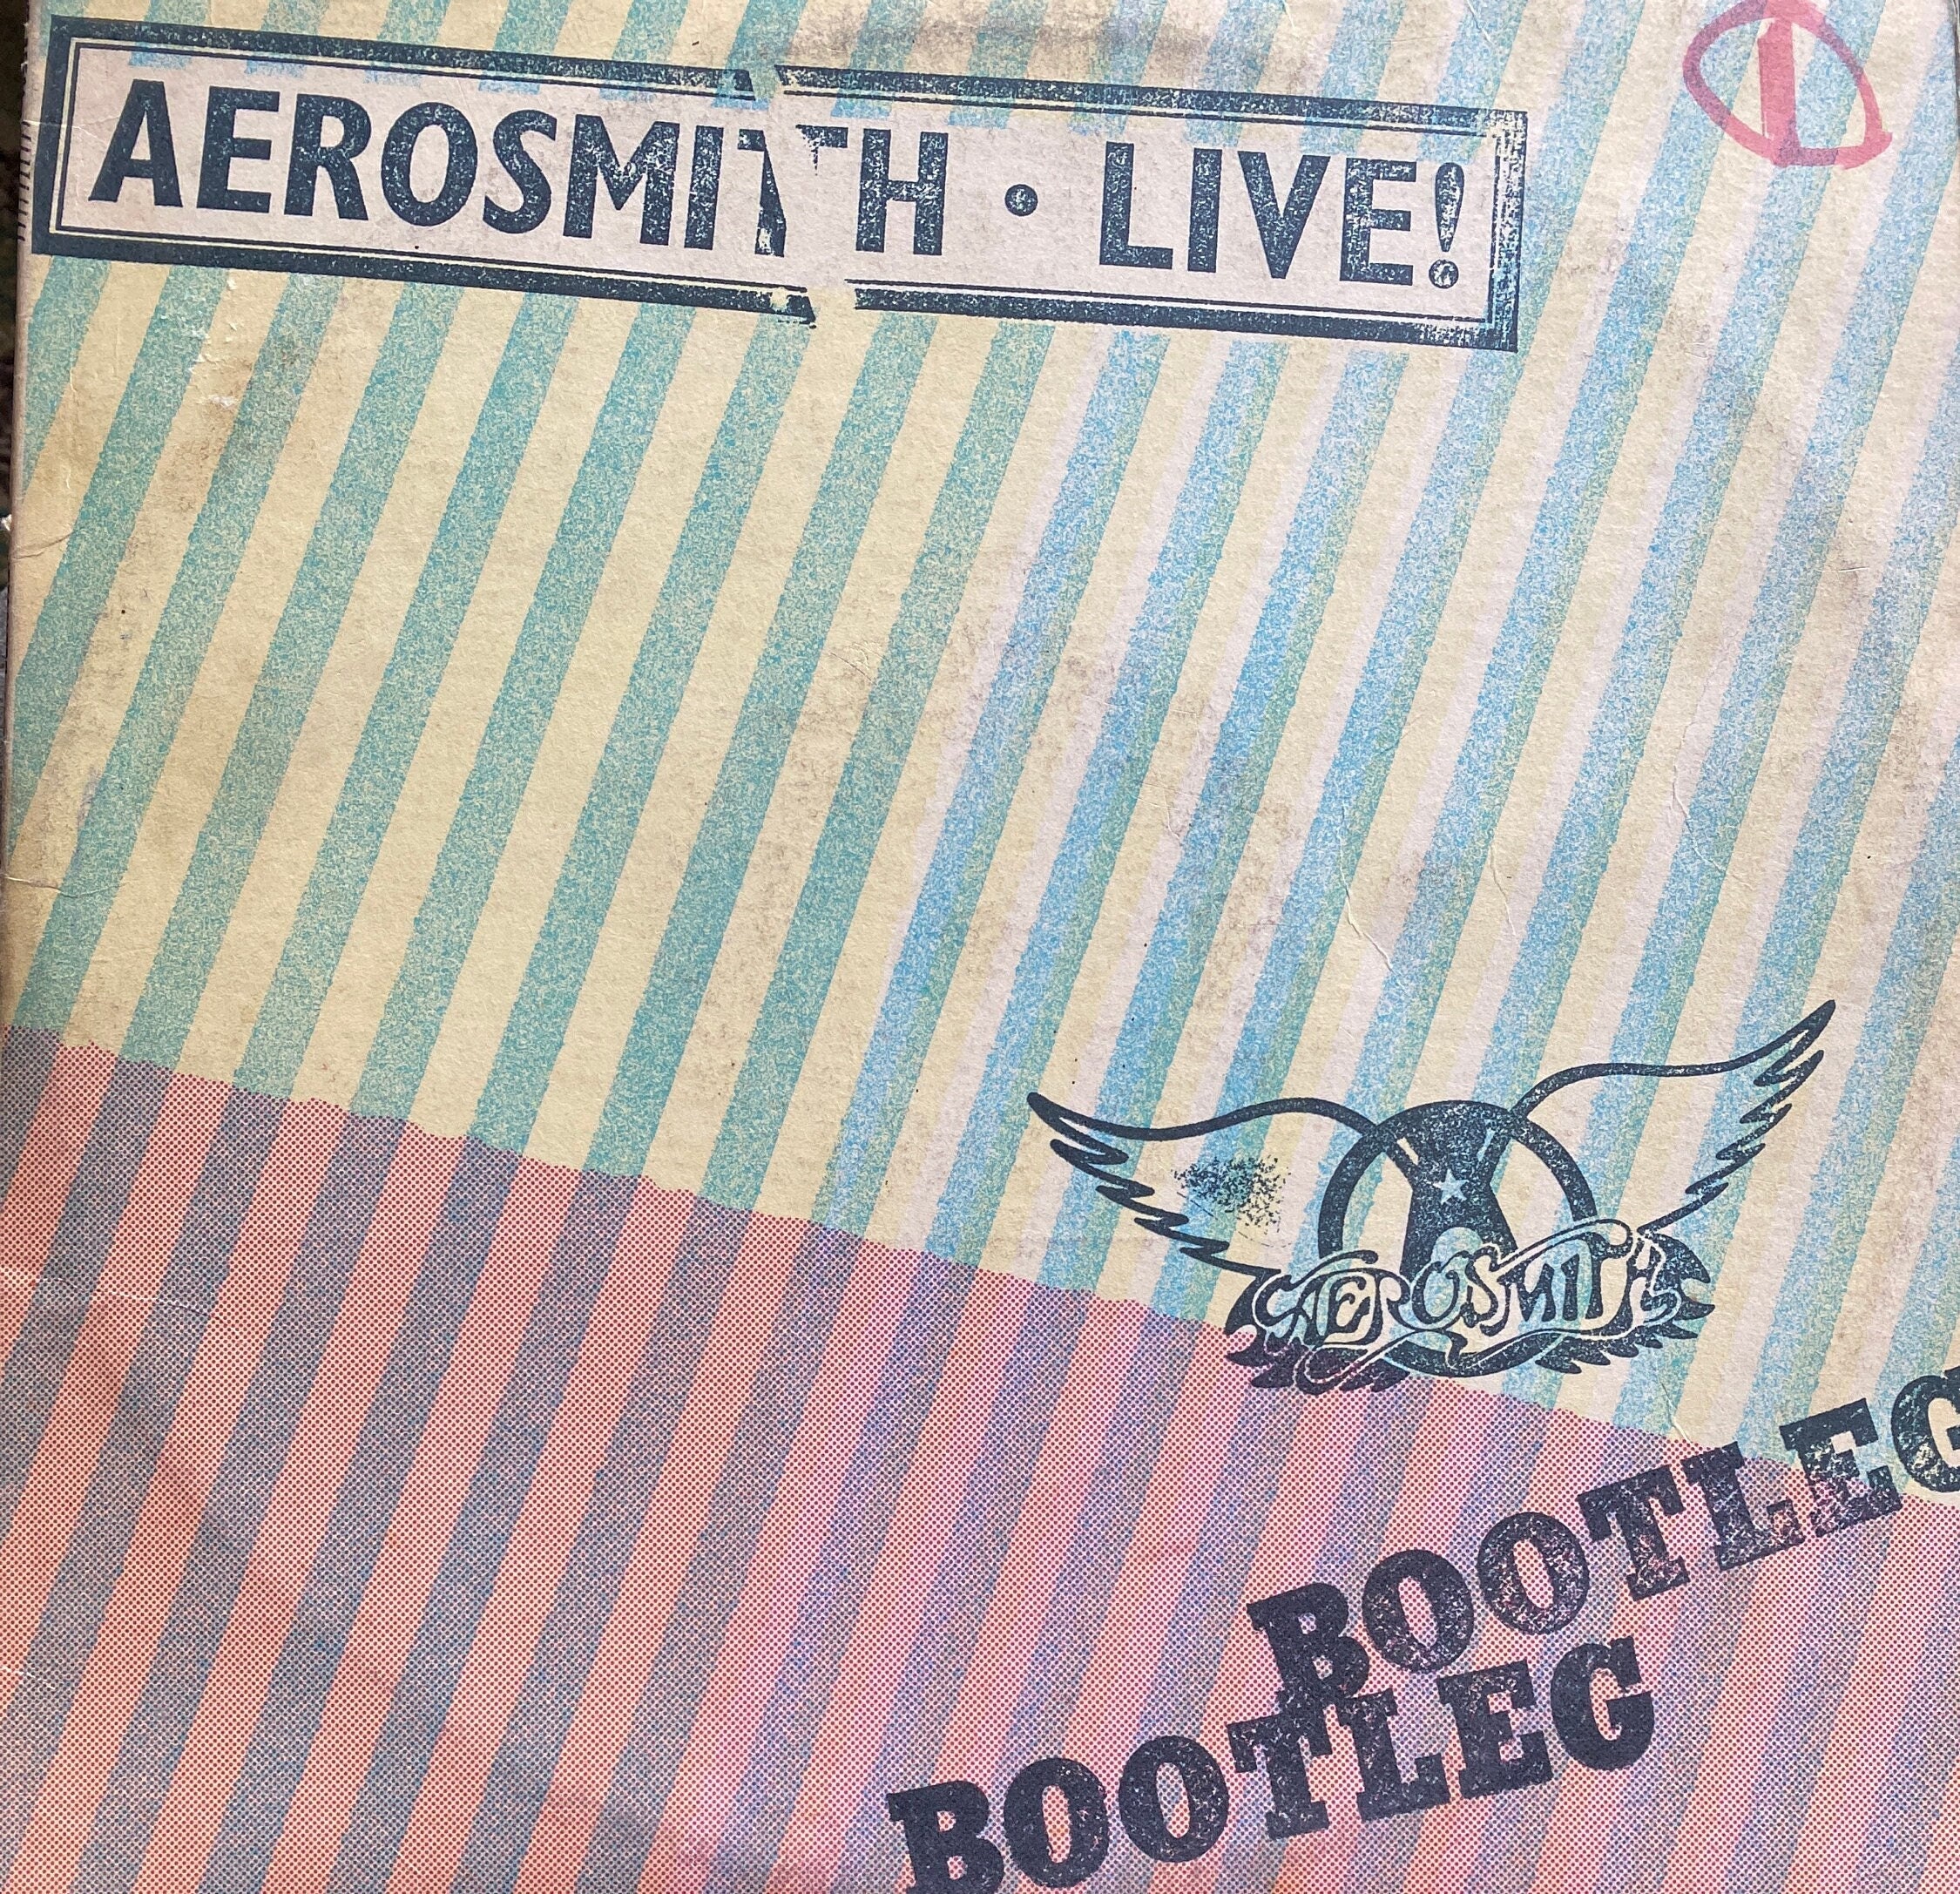 AEROSMITH • LIVE!
1
AEROSMITH
BOOTLEG
BOOTLEG